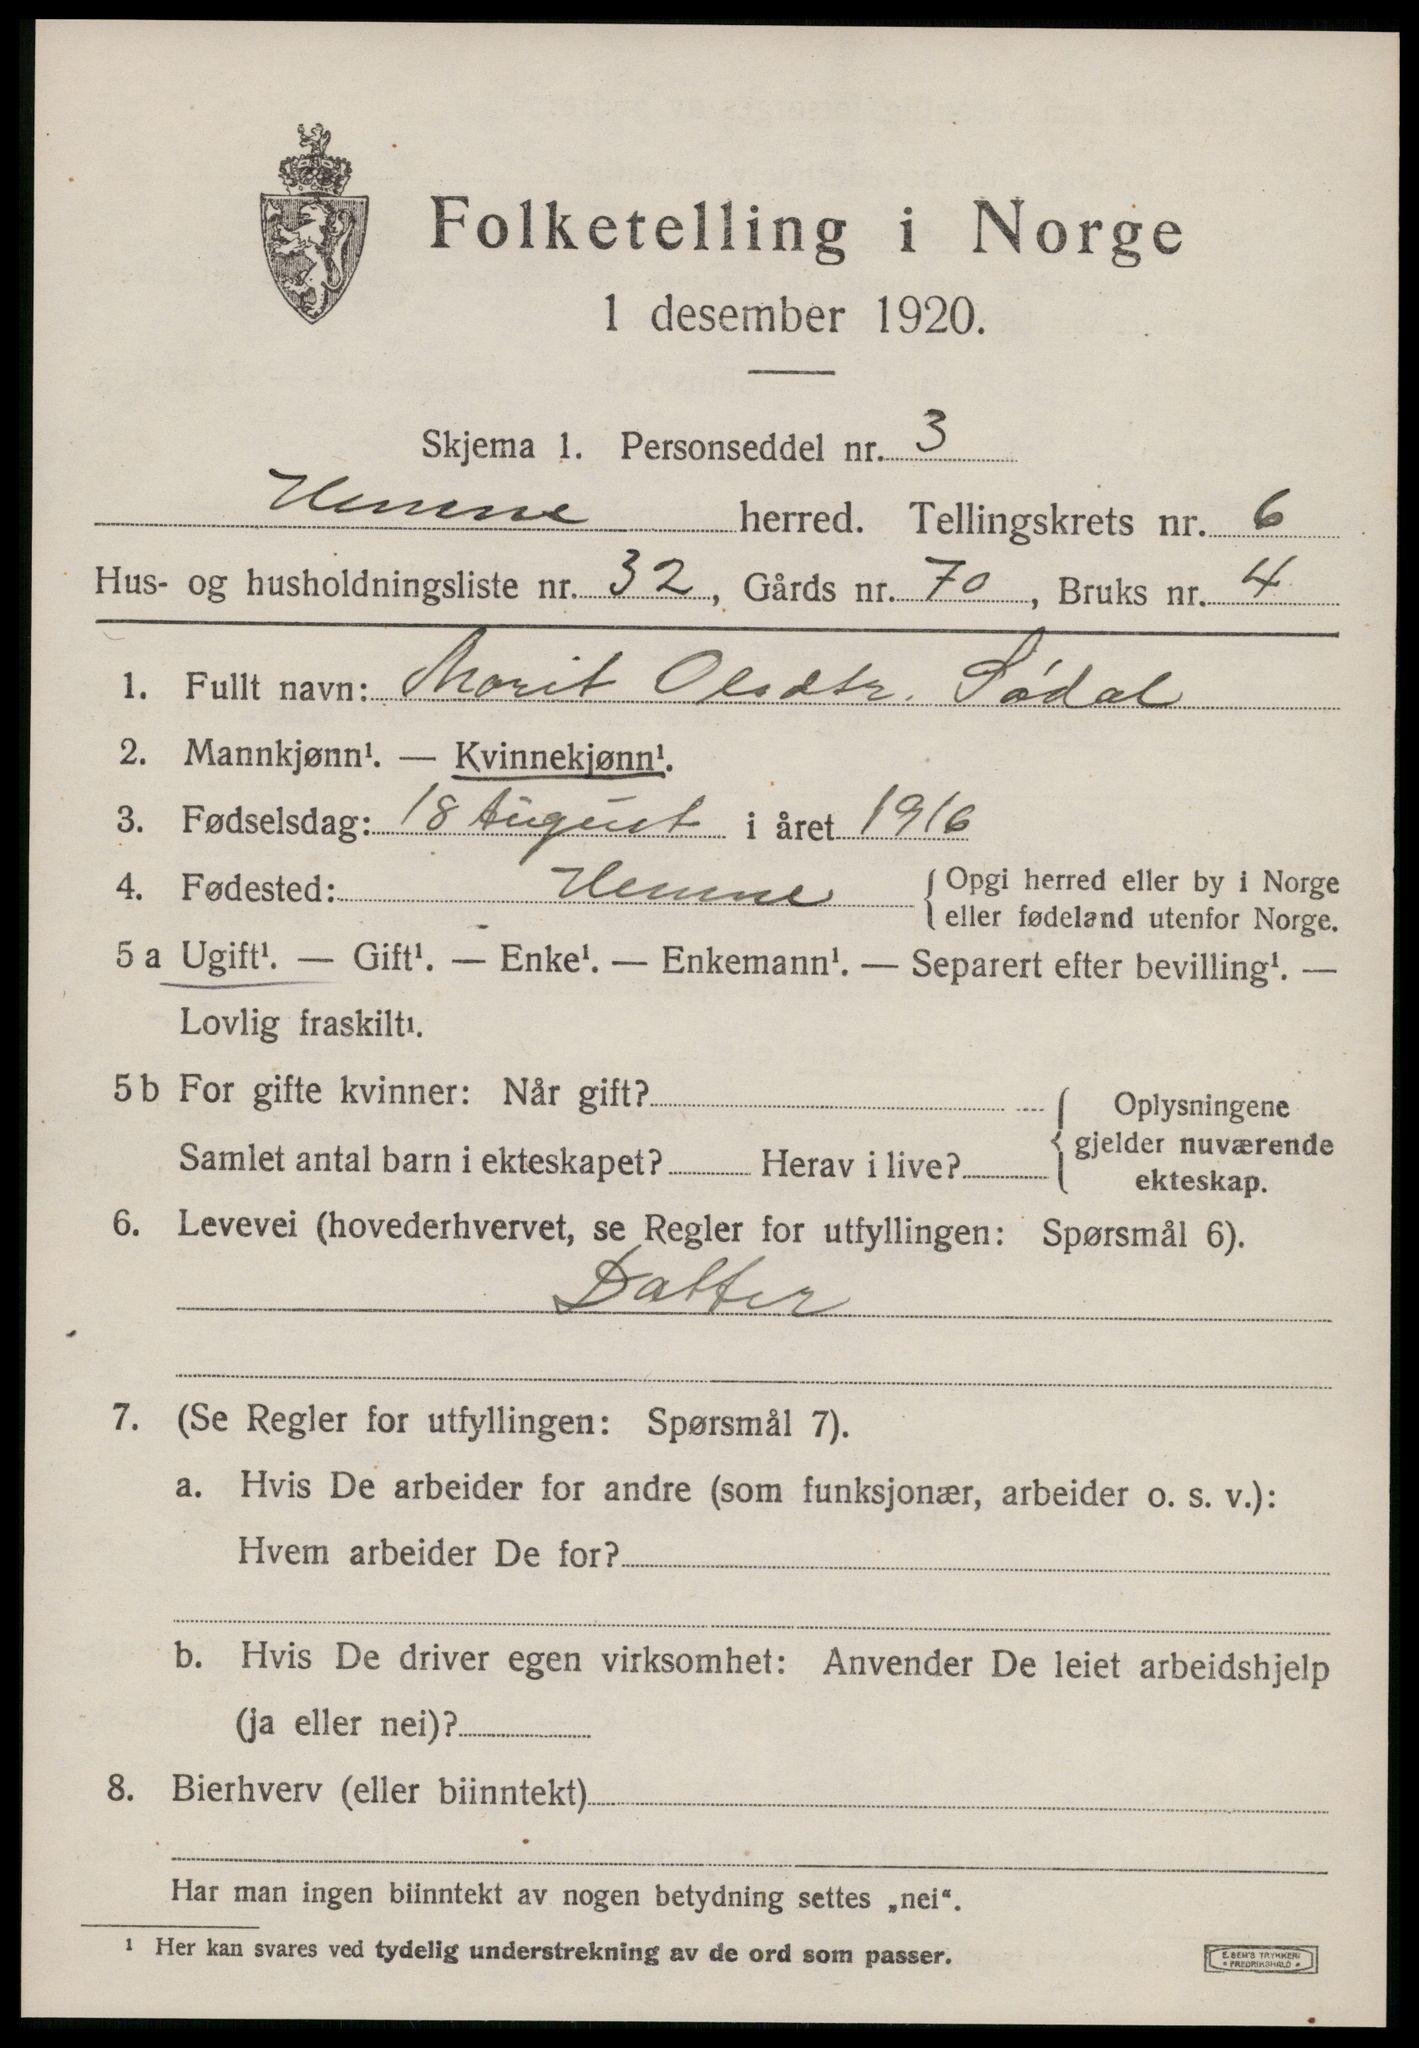 Folketelling i Norge
1 desember 1920.
Skjema 1. Personseddel nr. 3
Hemne herred. Tellingskrets nr. 6
Hus- og husholdningsliste nr. 32, Gårds nr. 70, Bruks nr. 4
1. Fullt navn: Marit Olsdtr. Södal
2. Mannkjønn¹. — Kvinnekjønn¹.
3. Fødselsdag: 18 August i året 1916
4. Fødested: Hemne { Opgi herred eller by i Norge
eller fødeland utenfor Norge.
5 a Ugift¹. — Gift¹. — Enke¹. — Enkemann¹. — Separert efter bevilling¹. —
Lovlig fraskilt¹.
5 b For gifte kvinner: Når gift? { Oplysningene
gjelder nuværende
Samlet antal barn i ekteskapet? Herav i live?
ekteskap.
6. Levevei (hovederhvervet, se Regler for utfyllingen: Spørsmål 6).
Datter
7. (Se Regler for utfyllingen: Spørsmål 7).
a. Hvis De arbeider for andre (som funksjonær, arbeider o. s. v.):
Hvem arbeider De for?
b. Hvis De driver egen virksomhet: Anvender De leiet arbeidshjelp
(ja eller nei)?
8. Bierhverv (eller biinntekt)
Har man ingen biinntekt av nogen betydning settes „nei“.
¹ Her kan svares ved tydelig understrekning av de ord som passer.
E. SEM'S TRYKKERI
• FREDRIKSHALD •